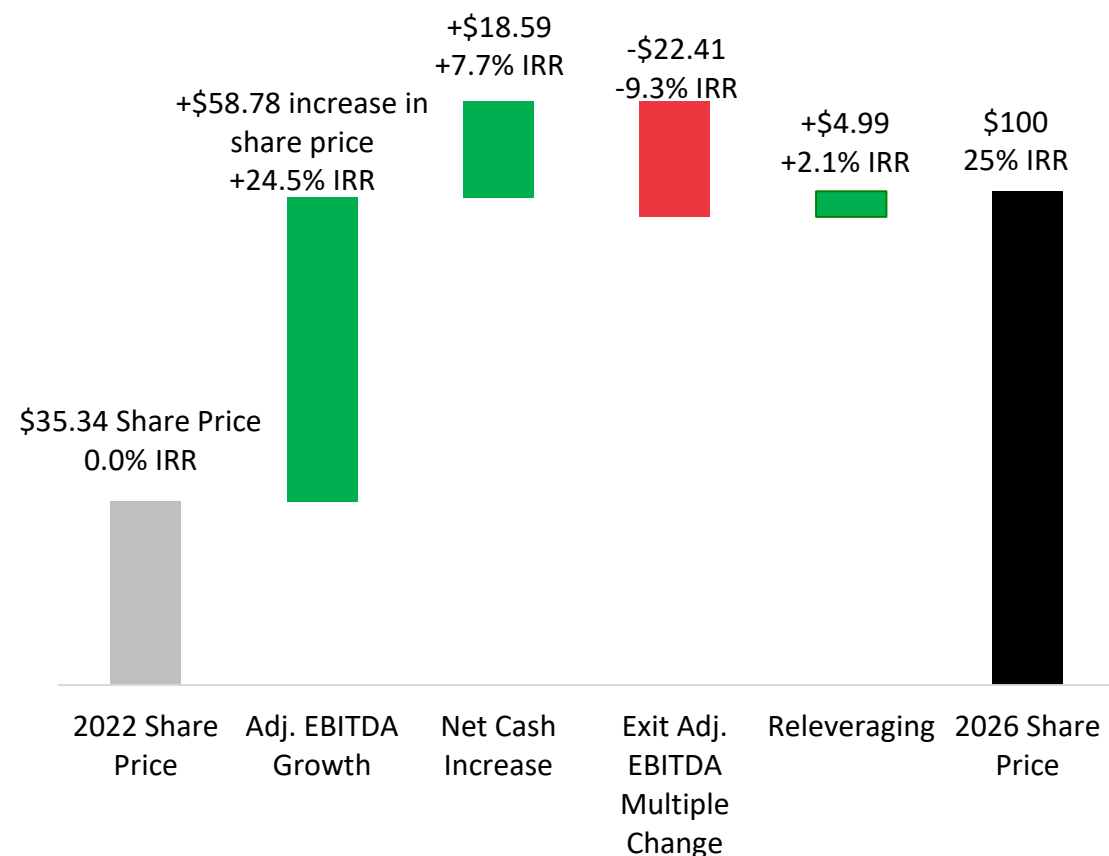 +$18.59
+7.7% IRR
-$22.41
-9.3% IRR
+$58.78 increase in
share price
+24.5% IRR
+$4.99
+2.1% IRR
$100
25% IRR
$35.34 Share Price
0.0% IRR
2022 Share
Price
Adj. EBITDA
Growth
Net Cash
Increase
Exit Adj.
EBITDA
Multiple
Change
Releveraging
2026 Share
Price